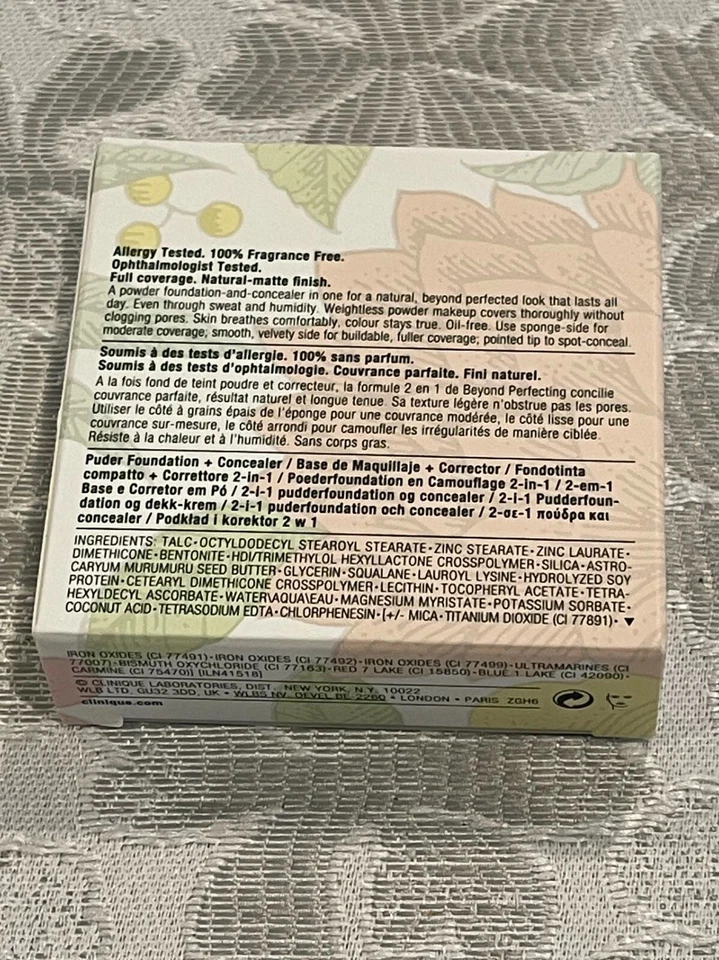 Allergy Tested. 100% Fragrance Free.
Ophthalmologist Tested.
Full coverage. Natural-matte finish.
A powder foundation-and-concealer in one for a natural, beyond perfected look that lasts all
day. Even through sweat and humidity. Weightless powder makeup covers thoroughly without
clogging pores. Skin breathes comfortably, colour stays true. Oil-free. Use sponge-side for
moderate coverage; smooth, velvety side for buildable, fuller coverage; pointed tip to spot-conceal.
Soumis à des tests d'allergie. 100% sans parfum.
Soumis à des tests d'ophtalmologie. Couvrance parfaite. Fini naturel.
A la fois fond de teint poudre et correcteur, la formule 2 en 1 de Beyond Perfecting concilie
couvrance parfaite, résultat naturel et longue tenue. Sa texture légère n'obstrue pas les pores.
Utiliser le côté à grains épais de l'éponge pour une couvrance modérée, le côté lisse pour une
couvrance sur-mesure, le côté arrondi pour camoufler les irrégularités de manière ciblée.
Résiste à la chaleur et à l'humidité. Sans corps gras.
Puder Foundation + Concealer / Base de Maquillaje + Corrector / Fondotinta
compatto + Correttore 2-in-1 / Poederfoundation en Camouflage 2-in-1 / 2-em-1
Base e Corretor em Pó / 2-i-1 pudderfoundation og concealer / 2-i-1 Pudderfoun-
dation og dekk-krem / 2-i-1 puderfoundation och concealer / 2-σε-1 πούδρα και
concealer / Podkład i korektor 2 w 1
INGREDIENTS: TALC•OCTYLDODECYL STEAROYL STEARATE•ZINC STEARATE•ZINC LAURATE•
DIMETHICONE•BENTONITE•HDI/TRIMETHYLOL HEXYLLACTONE CROSSPOLYMER•SILICA•ASTRO-
CARYUM MURUMURU SEED BUTTER•GLYCERIN•SQUALANE•LAUROYL LYSINE•HYDROLYZED SOY
PROTEIN•CETEARYL DIMETHICONE CROSSPOLYMER•LECITHIN•TOCOPHERYL ACETATE•TETRA-
HEXYLDECYL ASCORBATE•WATER\AQUA\EAU•MAGNESIUM MYRISTATE•POTASSIUM SORBATE•
COCONUT ACID•TETRASODIUM EDTA•CHLORPHENESIN•[+/- MICA•TITANIUM DIOXIDE (CI 77891)• ▼
IRON OXIDES (CI 77491)•IRON OXIDES (CI 77492)•IRON OXIDES (CI 77499)•ULTRAMARINES (CI
77007)•BISMUTH OXYCHLORIDE (CI 77163)•RED 7 LAKE (CI 15850)•BLUE 1 LAKE (CI 42090)•
CARMINE (CI 75470)] [ILN41518]
© CLINIQUE LABORATORIES, DIST. NEW YORK, N.Y. 10022
WLB LTD, GU32 3DD, UK • WLBS NV, OEVEL BE-2260 • LONDON • PARIS ZGH6
clinique.com